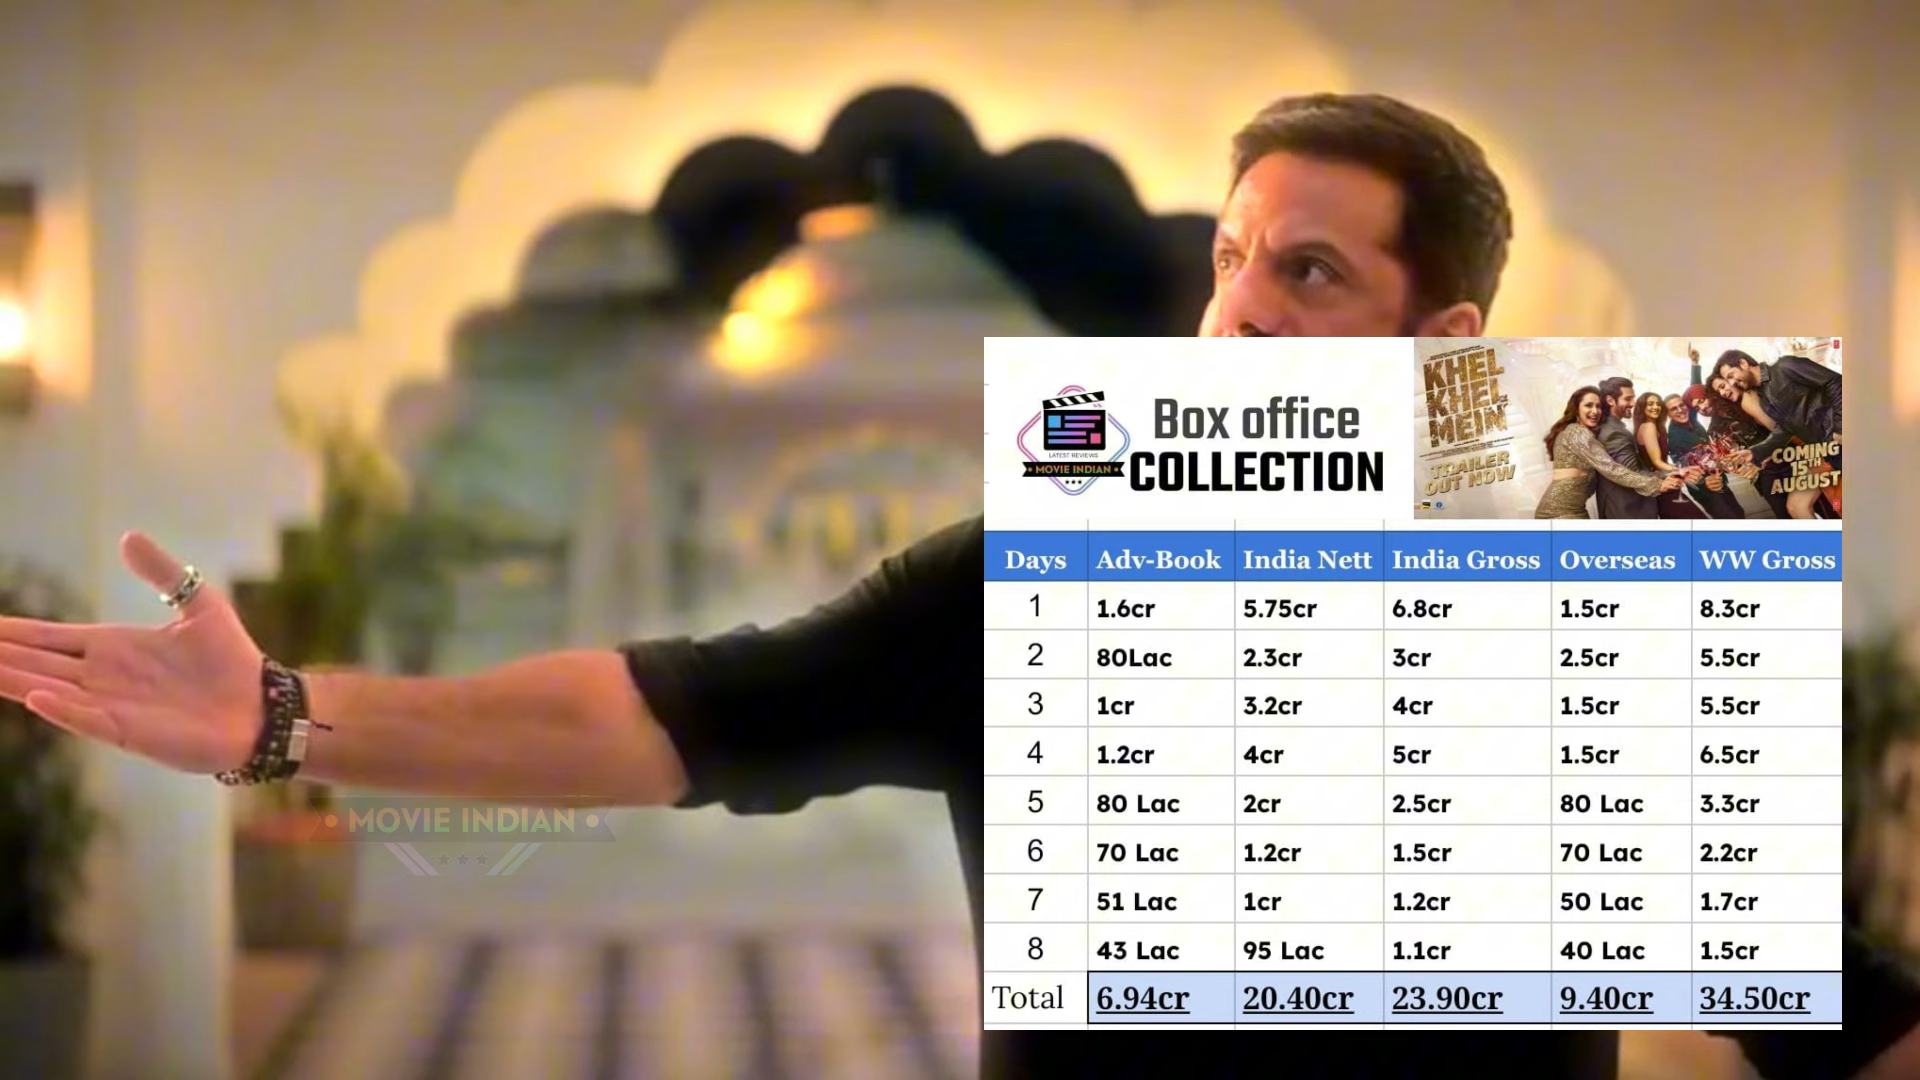 Box office
COLLECTION
LATEST REVIEWS
• MOVIE INDIAN •
KHEL
KHEL
MEIN
TRAILER
OUT NOW
COMING
15TH
AUGUST
Days Adv-Book India Nett India Gross Overseas WW Gross
1 1.6cr 5.75cr 6.8cr 1.5cr 8.3cr
2 80Lac 2.3cr 3cr 2.5cr 5.5cr
3 1cr 3.2cr 4cr 1.5cr 5.5cr
4 1.2cr 4cr 5cr 1.5cr 6.5cr
5 80 Lac 2cr 2.5cr 80 Lac 3.3cr
6 70 Lac 1.2cr 1.5cr 70 Lac 2.2cr
7 51 Lac 1cr 1.2cr 50 Lac 1.7cr
8 43 Lac 95 Lac 1.1cr 40 Lac 1.5cr
Total 6.94cr 20.40cr 23.90cr 9.40cr 34.50cr
• MOVIE INDIAN •